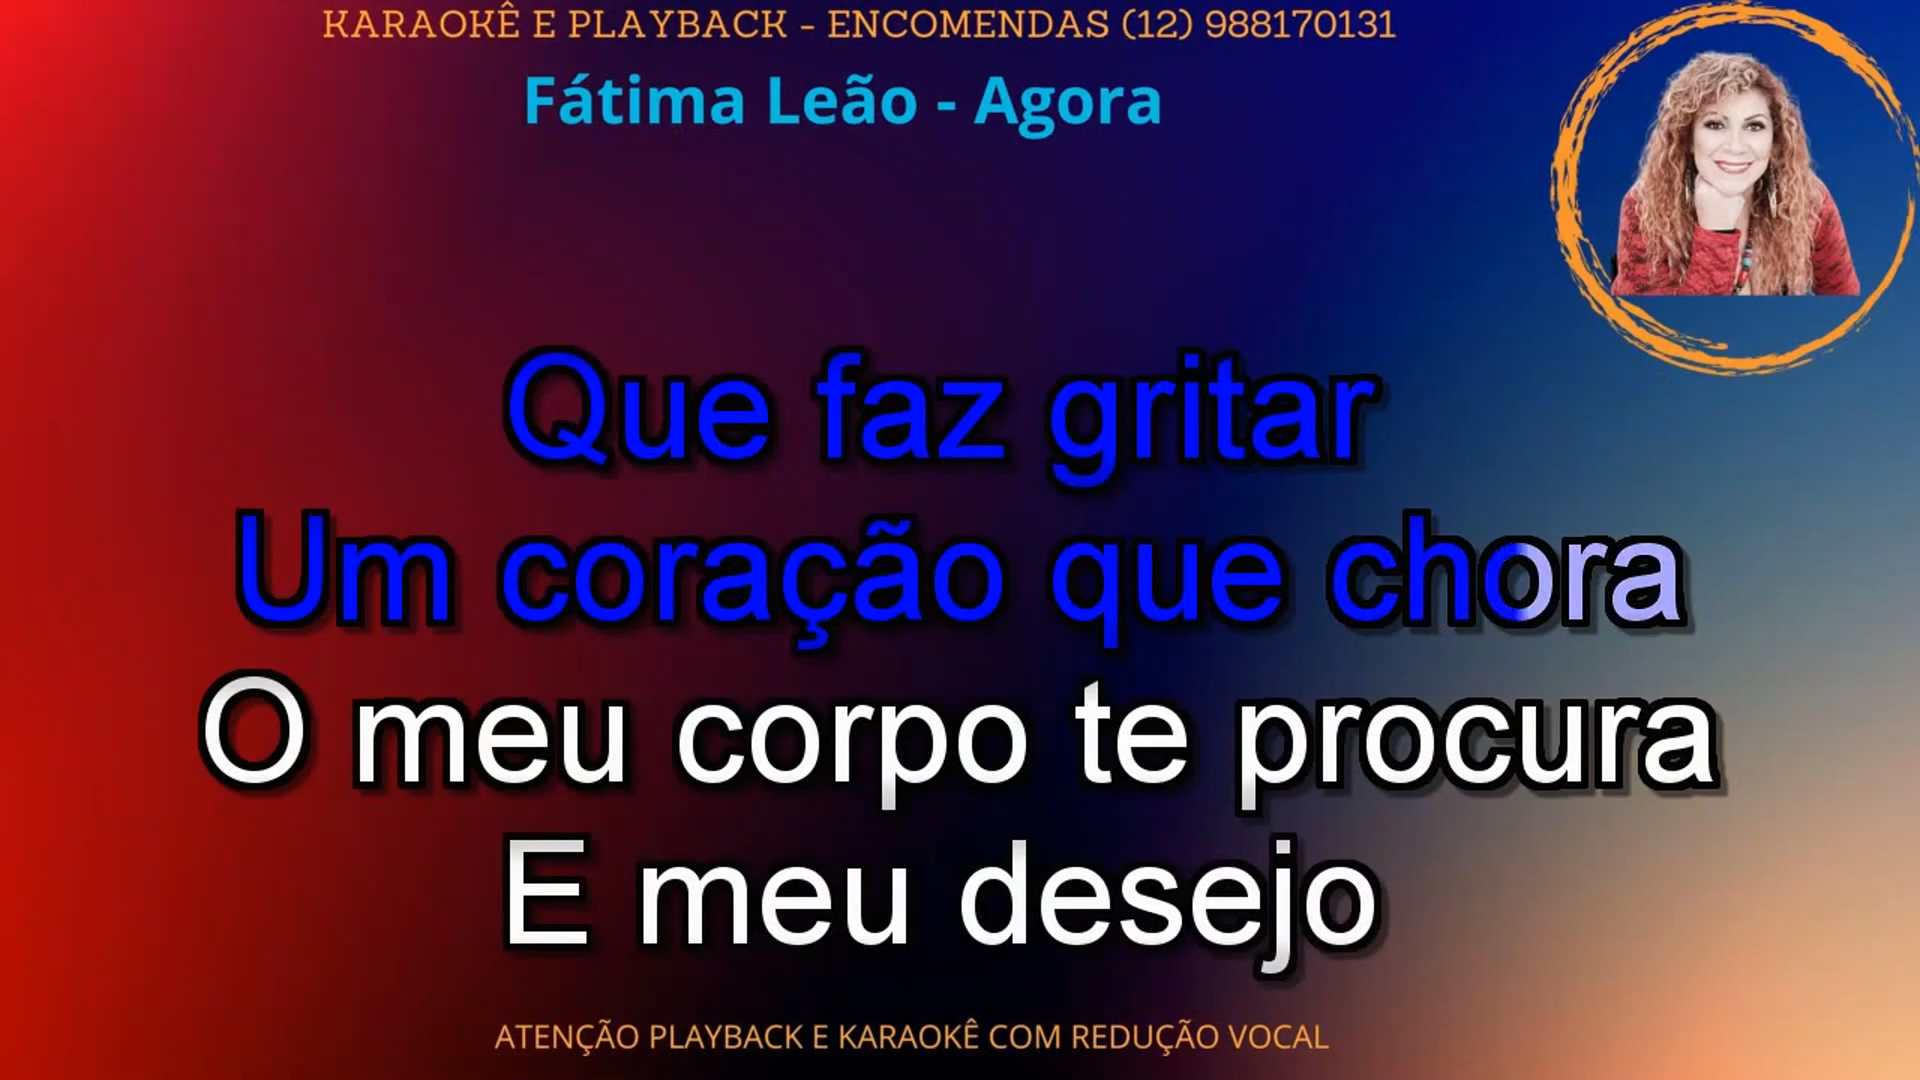 KARAOKÊ E PLAYBACK - ENCOMENDAS (12) 988170131
Fátima Leão - Agora
Que faz gritar
Um coração que chora
O meu corpo te procura
E meu desejo
ATENÇÃO PLAYBACK E KARAOKÊ COM REDUÇÃO VOCAL